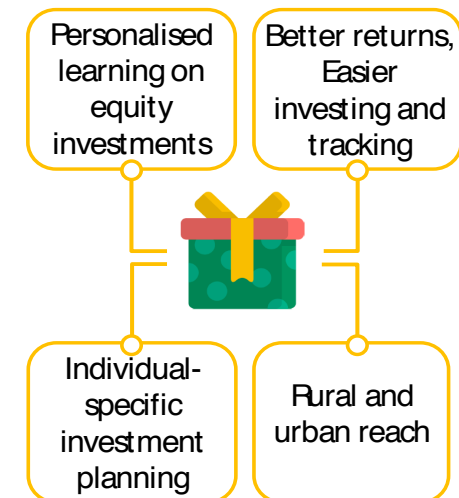 Personalised
learning on
equity
investments
Better returns,
Easier
investing and
tracking
Individual-
specific
investment
planning
Rural and
urban reach